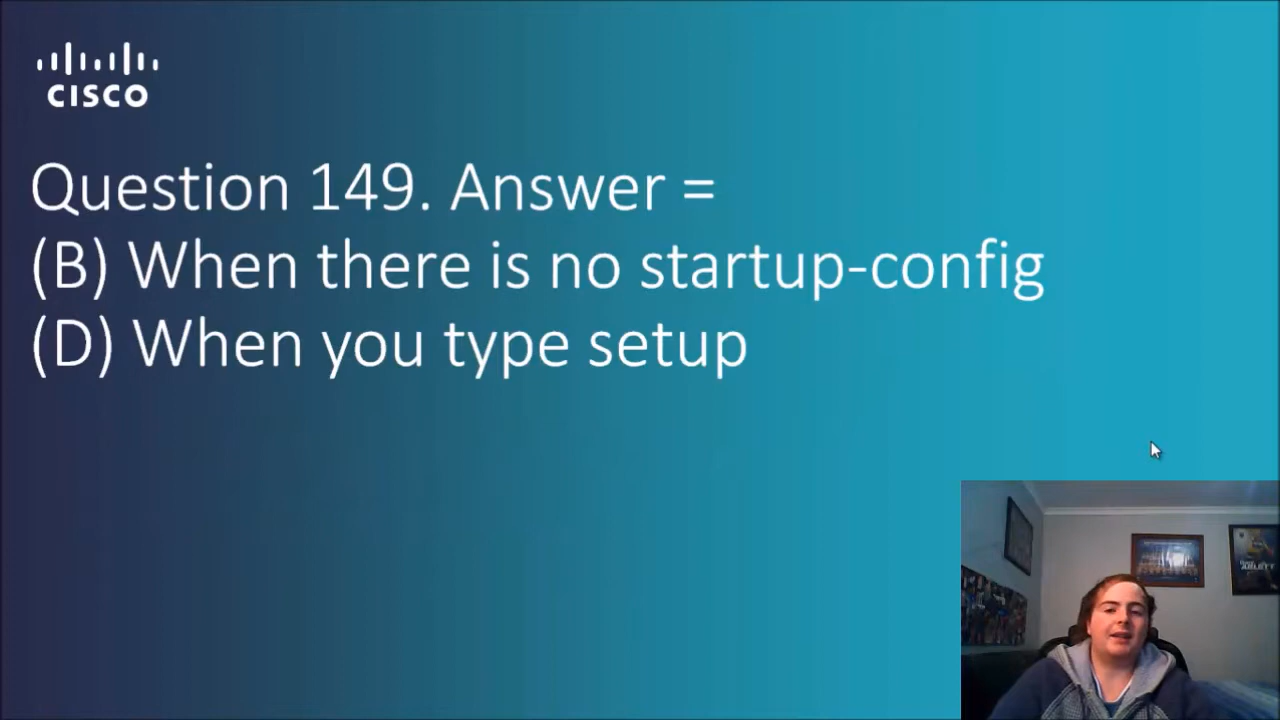 CISCO
Question 149. Answer =
(B) When there is no startup-config
(D) When you type setup